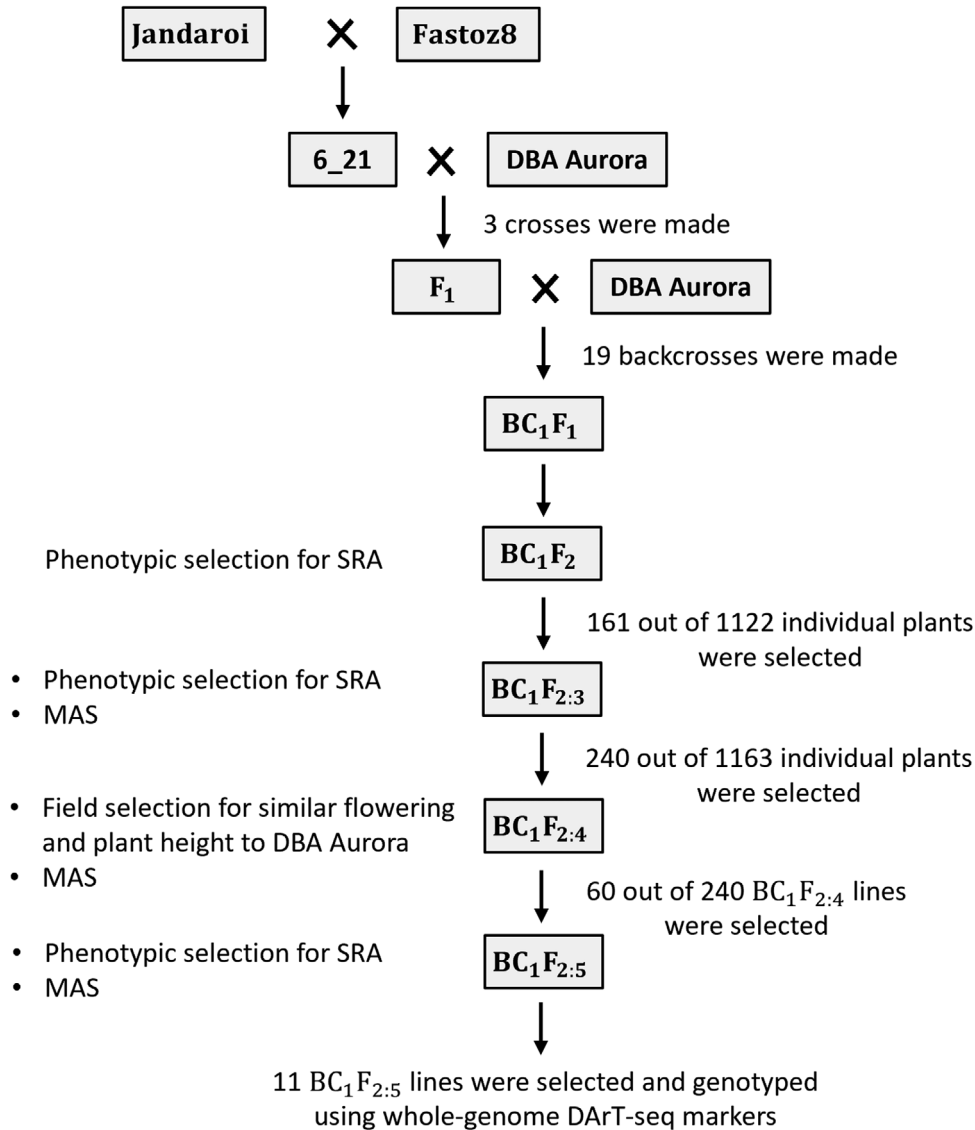 Jandaroi × Fastoz8
6_21 × DBA Aurora
3 crosses were made
F₁ × DBA Aurora
19 backcrosses were made
BC₁F₁
Phenotypic selection for SRA
BC₁F₂
161 out of 1122 individual plants
were selected
• Phenotypic selection for SRA
• MAS
BC₁F₂:₃
240 out of 1163 individual plants
were selected
• Field selection for similar flowering
and plant height to DBA Aurora
• MAS
BC₁F₂:₄
60 out of 240 BC₁F₂:₄ lines
were selected
• Phenotypic selection for SRA
• MAS
BC₁F₂:₅
11 BC₁F₂:₅ lines were selected and genotyped
using whole-genome DArT-seq markers